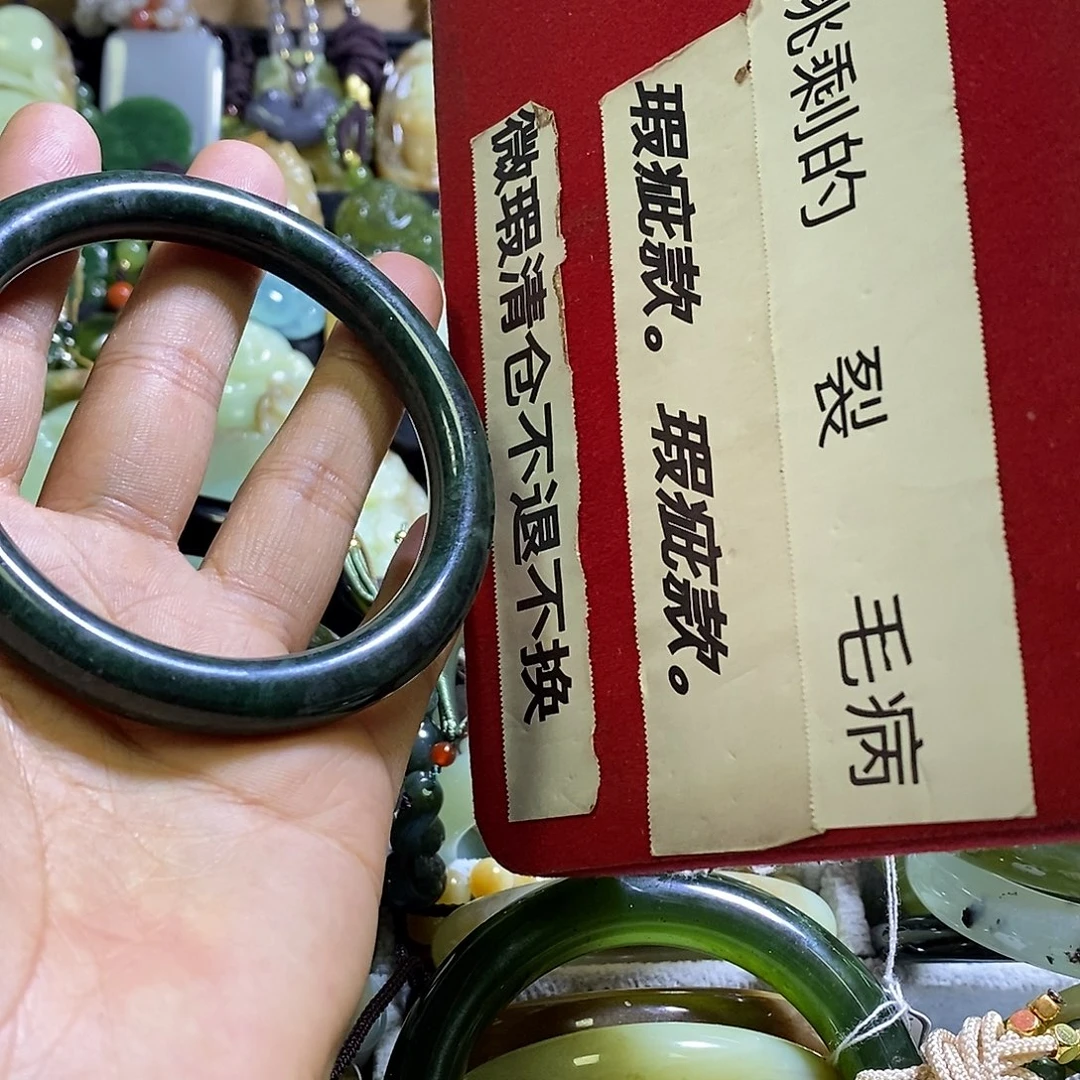 挑剩的 裂 毛病
瑕疵款。瑕疵款。
微瑕清仓不退不换